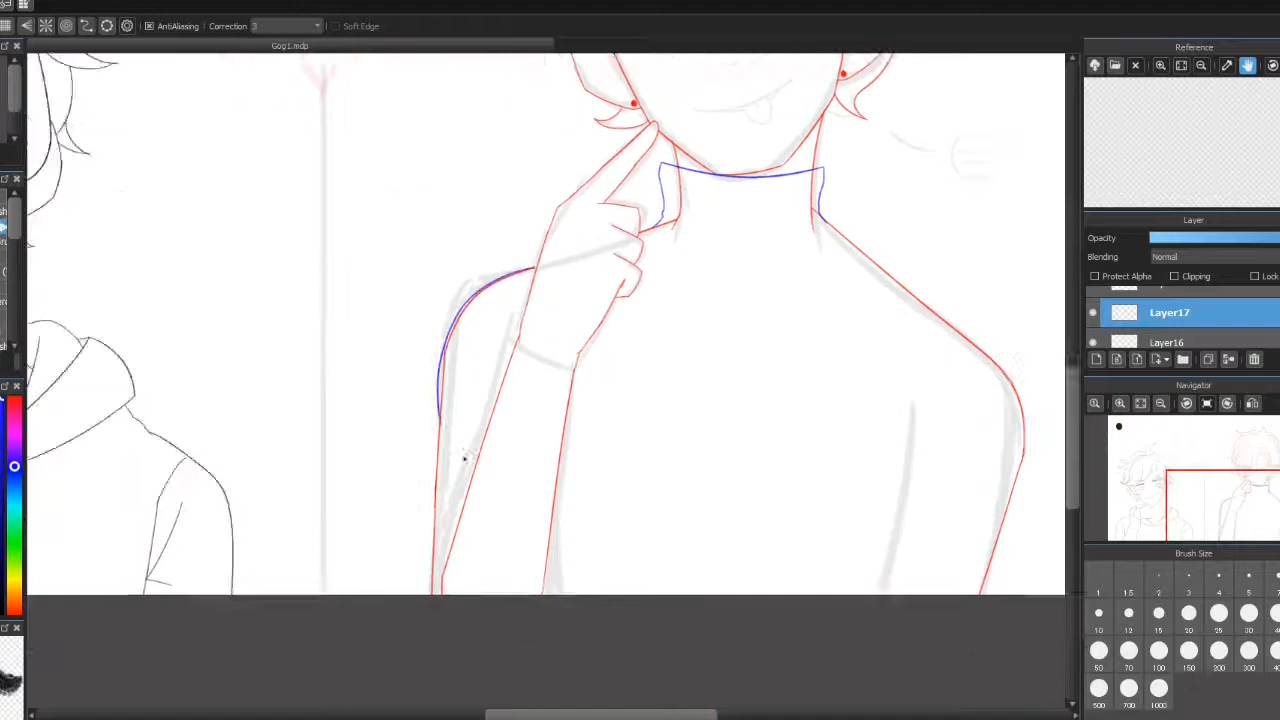 AntiAliasing Correction 3 Soft Edge
Gog1.mdp
Reference
Layer
Opacity
Blending Normal
Protect Alpha Clipping Lock
Layer17
Layer16
Navigator
Brush Size
1 1.5 2 3 4 5 7
10 12 15 20 25 30
50 70 100 150 200 300
500 700 1000